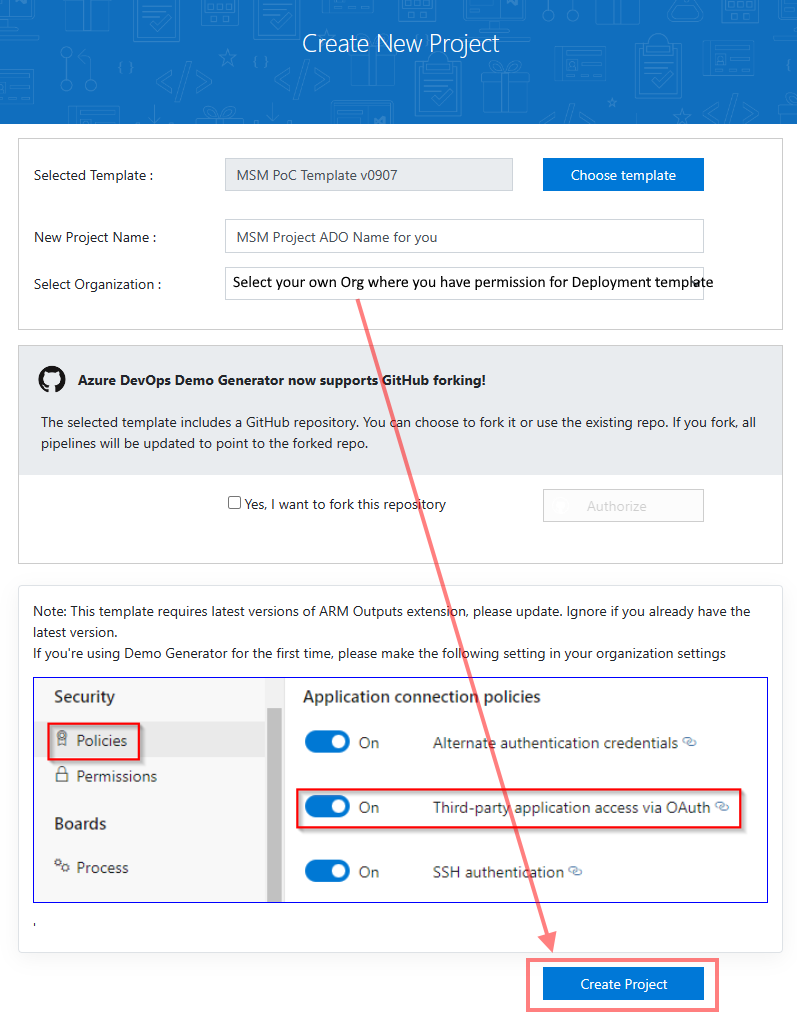 Create New Project
Selected Template :
MSM PoC Template v0907
Choose template
New Project Name :
MSM Project ADO Name for you
Select Organization :
Select your own Org where you have permission for Deployment template
Azure DevOps Demo Generator now supports GitHub forking!
The selected template includes a GitHub repository. You can choose to fork it or use the existing repo. If you fork, all
pipelines will be updated to point to the forked repo.
Yes, I want to fork this repository
Authorize
Note: This template requires latest versions of ARM Outputs extension, please update. Ignore if you already have the
latest version.
If you're using Demo Generator for the first time, please make the following setting in your organization settings
Security
Application connection policies
Policies
On
Alternate authentication credentials
Permissions
On
Third-party application access via OAuth
Boards
Process
On
SSH authentication
'
Create Project